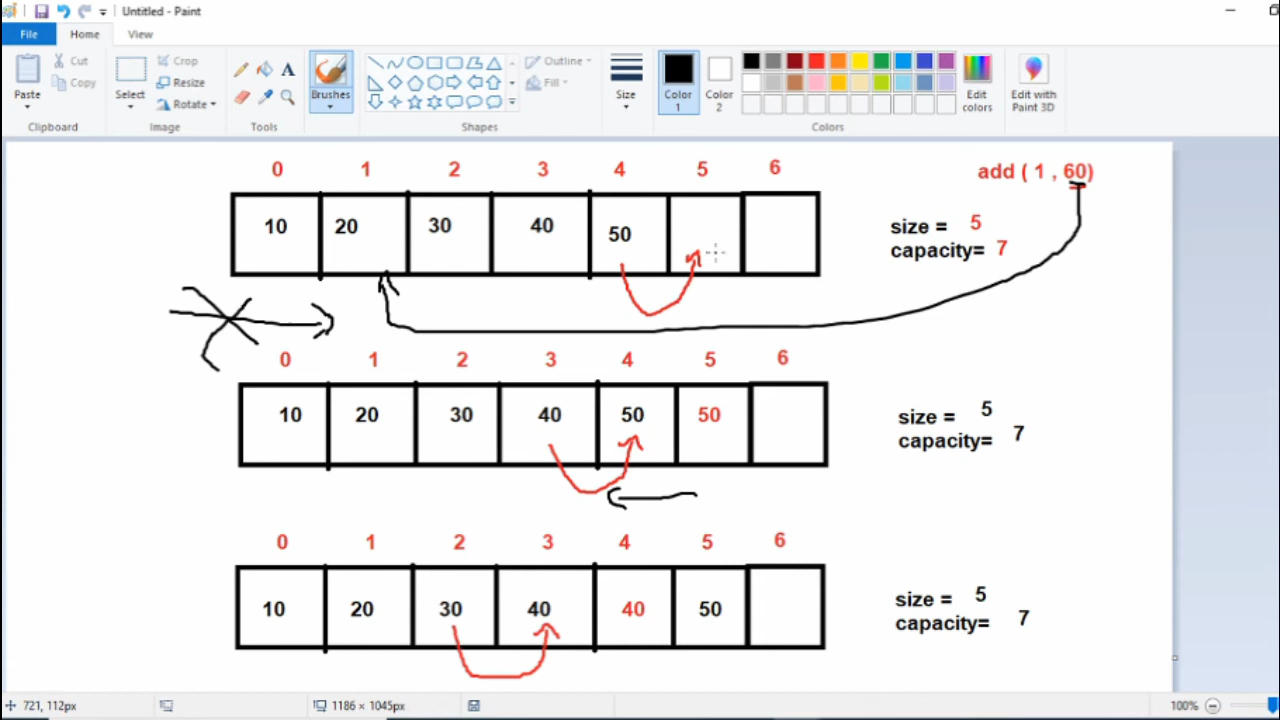 Untitled - Paint
File Home View
Paste
Cut
Copy
Clipboard
Select
Crop
Resize
Rotate
Image
A
Tools
Brushes
Outline
Fill
Shapes
Size
Color 1
Color 2
Edit colors
Colors
Edit with Paint 3D
0 1 2 3 4 5 6
10 20 30 40 50
add ( 1 , 60)
size = 5
capacity= 7
0 1 2 3 4 5 6
10 20 30 40 50 50
size = 5
capacity= 7
0 1 2 3 4 5 6
10 20 30 40 40 50
size = 5
capacity= 7
721, 112px
1186 × 1045px
100%